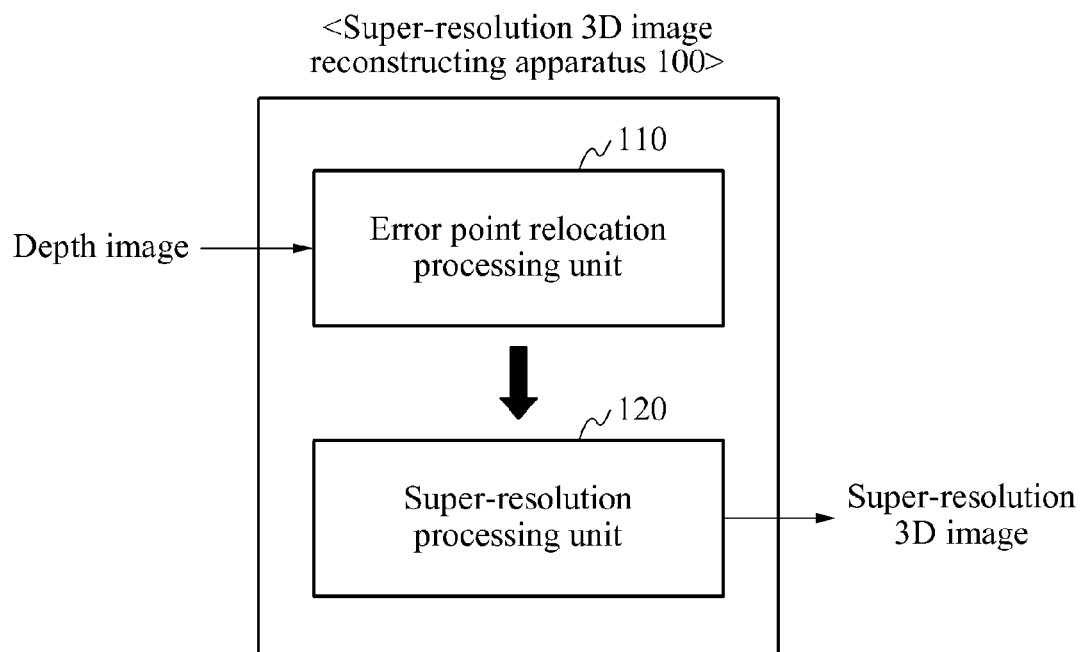 <Super-resolution 3D image
reconstructing apparatus 100>
110
Depth image
Error point relocation
processing unit
120
Super-resolution
processing unit
Super-resolution
3D image